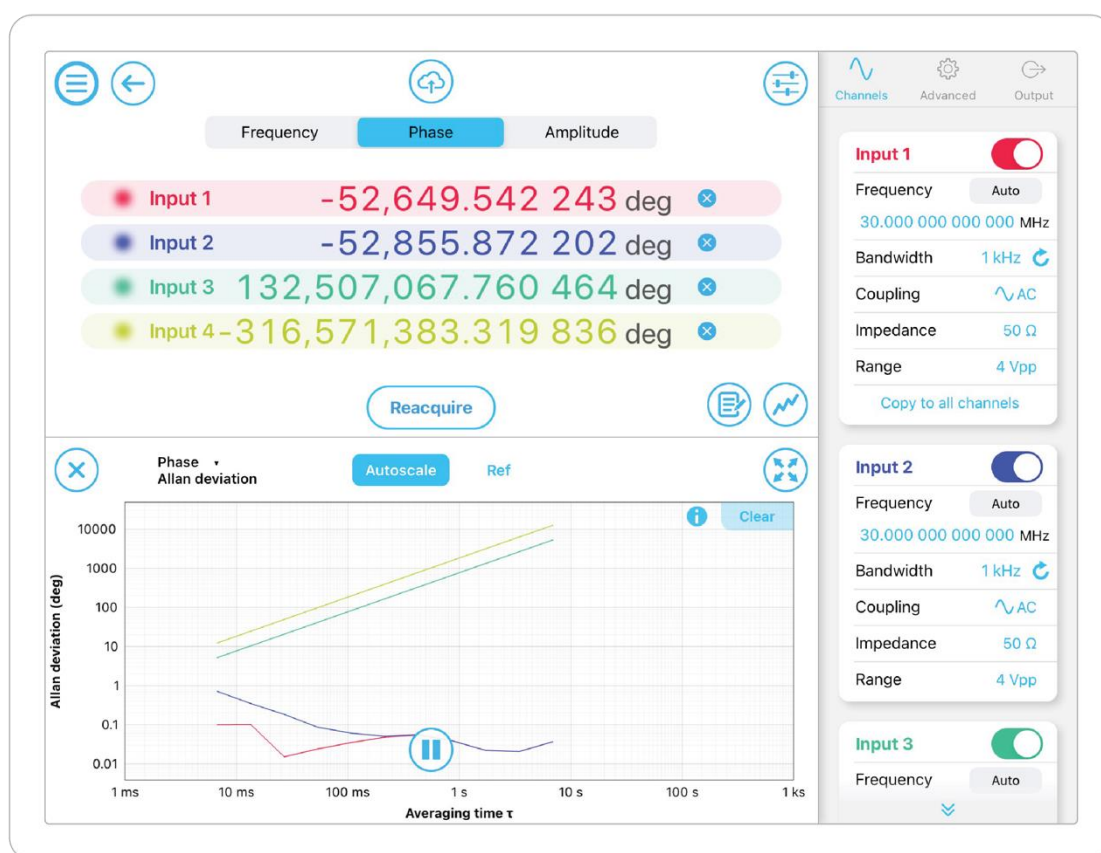 Channels Advanced Output
Frequency Phase Amplitude
Input 1 -52,649.542 243 deg
Input 2 -52,855.872 202 deg
Input 3 132,507,067.760 464 deg
Input 4 -316,571,383.319 836 deg
Reacquire
Phase
Allan deviation
Autoscale Ref
Clear
Allan deviation (deg)
10000
1000
100
10
1
0.1
0.01
1 ms 10 ms 100 ms 1 s 10 s 100 s 1 ks
Averaging time τ
Input 1
Frequency Auto
30.000 000 000 000 MHz
Bandwidth 1 kHz
Coupling AC
Impedance 50 Ω
Range 4 Vpp
Copy to all channels
Input 2
Frequency Auto
30.000 000 000 000 MHz
Bandwidth 1 kHz
Coupling AC
Impedance 50 Ω
Range 4 Vpp
Input 3
Frequency Auto